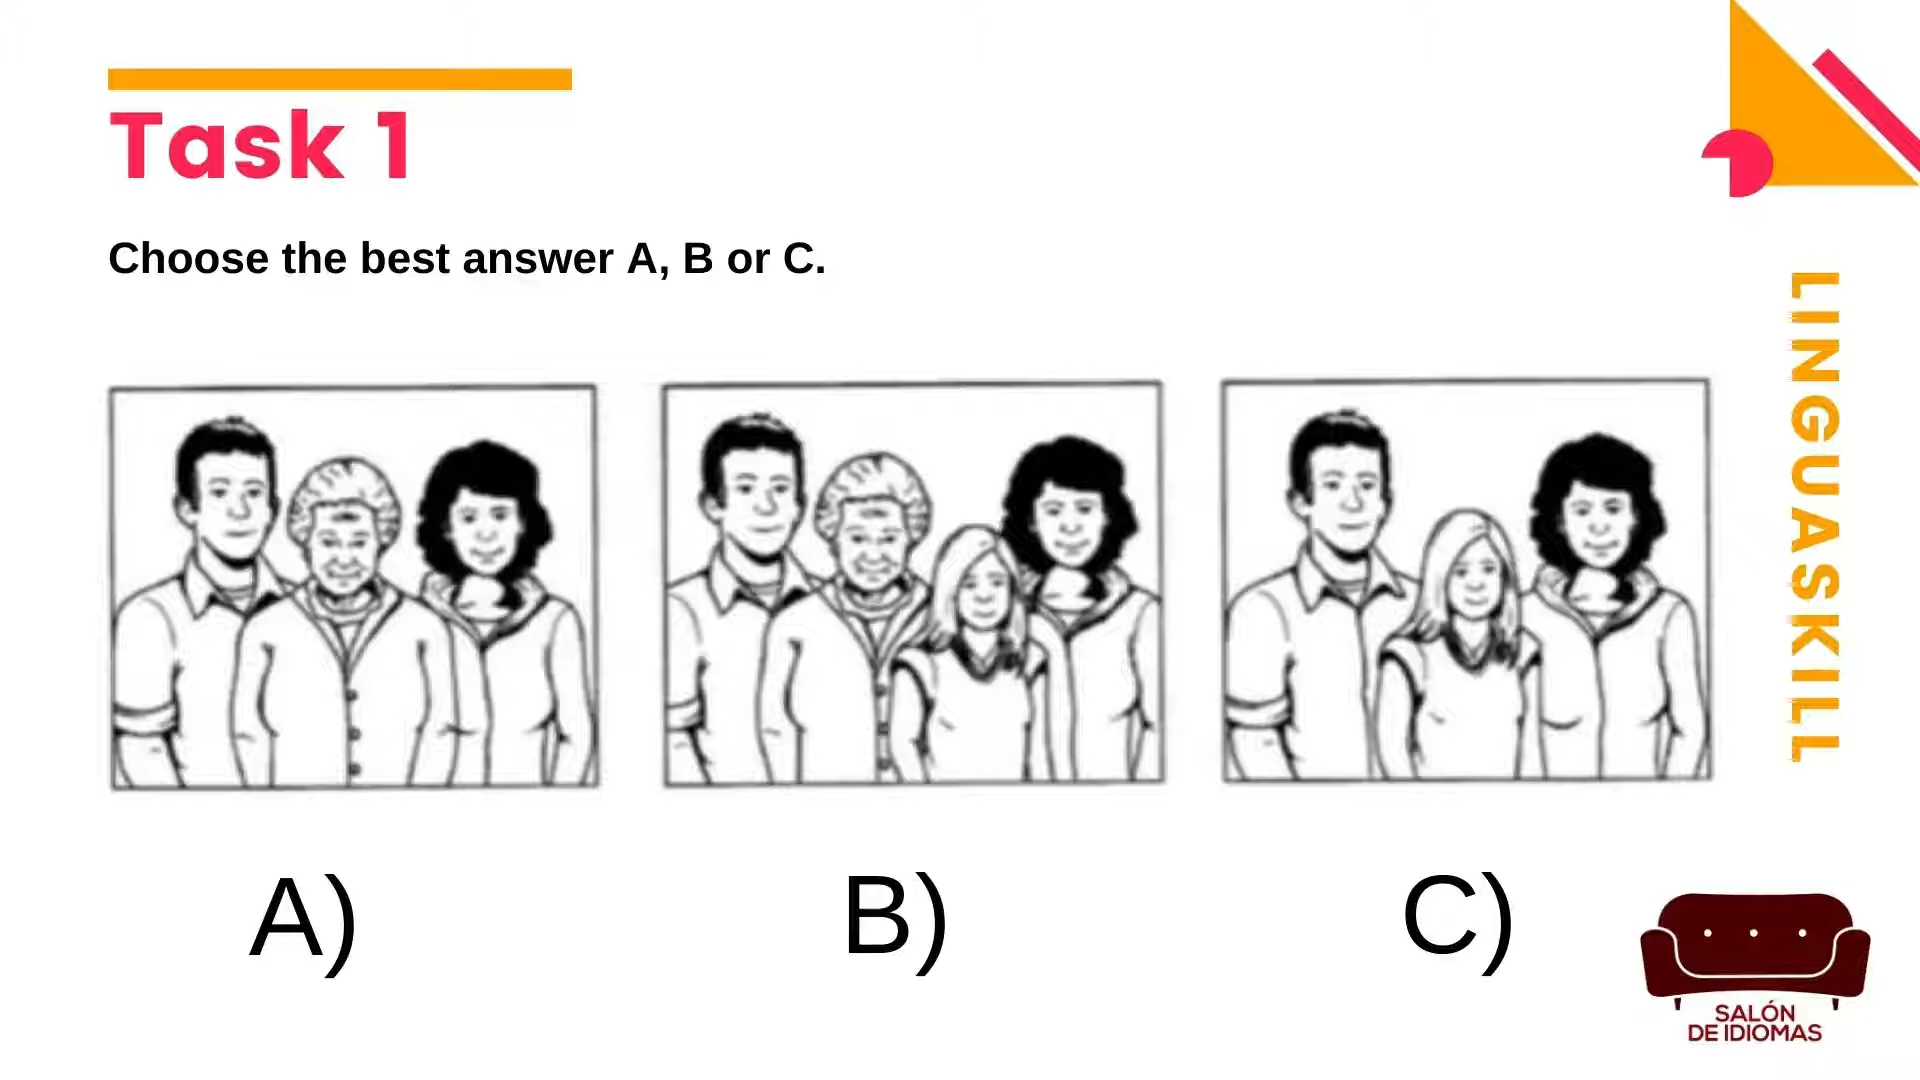 Task 1
Choose the best answer A, B or C.
LINGUASKILL
A)
B)
C)
SALÓN
DE IDIOMAS